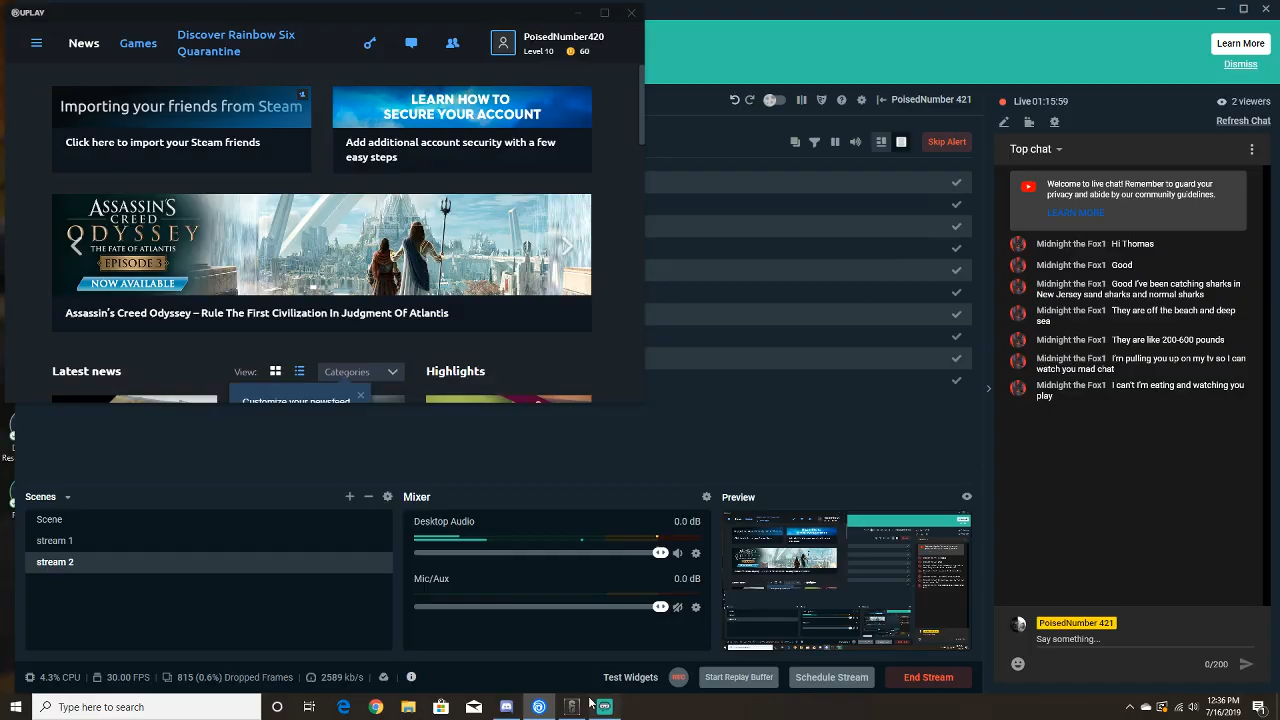 UPLAY
News
Games
Discover Rainbow Six
Quarantine
PoisedNumber420
Level 10
60
Importing your friends from Steam
Click here to import your Steam friends
LEARN HOW TO
SECURE YOUR ACCOUNT
Add additional account security with a few
easy steps
ASSASSIN'S
CREED
ODYSSEY
THE FATE OF ATLANTIS
EPISODE 3
NOW AVAILABLE
Assassin's Creed Odyssey – Rule The First Civilization In Judgment Of Atlantis
Latest news
View:
Categories
Highlights
Customize your newsfeed
Learn More
Dismiss
PoisedNumber 421
Skip Alert
Live 01:15:59
2 viewers
Refresh Chat
Top chat
Welcome to live chat! Remember to guard your
privacy and abide by our community guidelines.
LEARN MORE
Midnight the Fox1 Hi Thomas
Midnight the Fox1 Good
Midnight the Fox1 Good I've been catching sharks in
New Jersey sand sharks and normal sharks
Midnight the Fox1 They are off the beach and deep
sea
Midnight the Fox1 They are like 200-600 pounds
Midnight the Fox1 I'm pulling you up on my tv so I can
watch you mad chat
Midnight the Fox1 I can't I'm eating and watching you
play
PoisedNumber 421
Say something...
0/200
Scenes
Scene
stream 1
stream 2
Mixer
Desktop Audio
0.0 dB
Mic/Aux
0.0 dB
Preview
4.3% CPU
30.00 FPS
815 (0.6%) Dropped Frames
2589 kb/s
Test Widgets
REC
Start Replay Buffer
Schedule Stream
End Stream
Type here to search
12:36 PM
7/16/2019